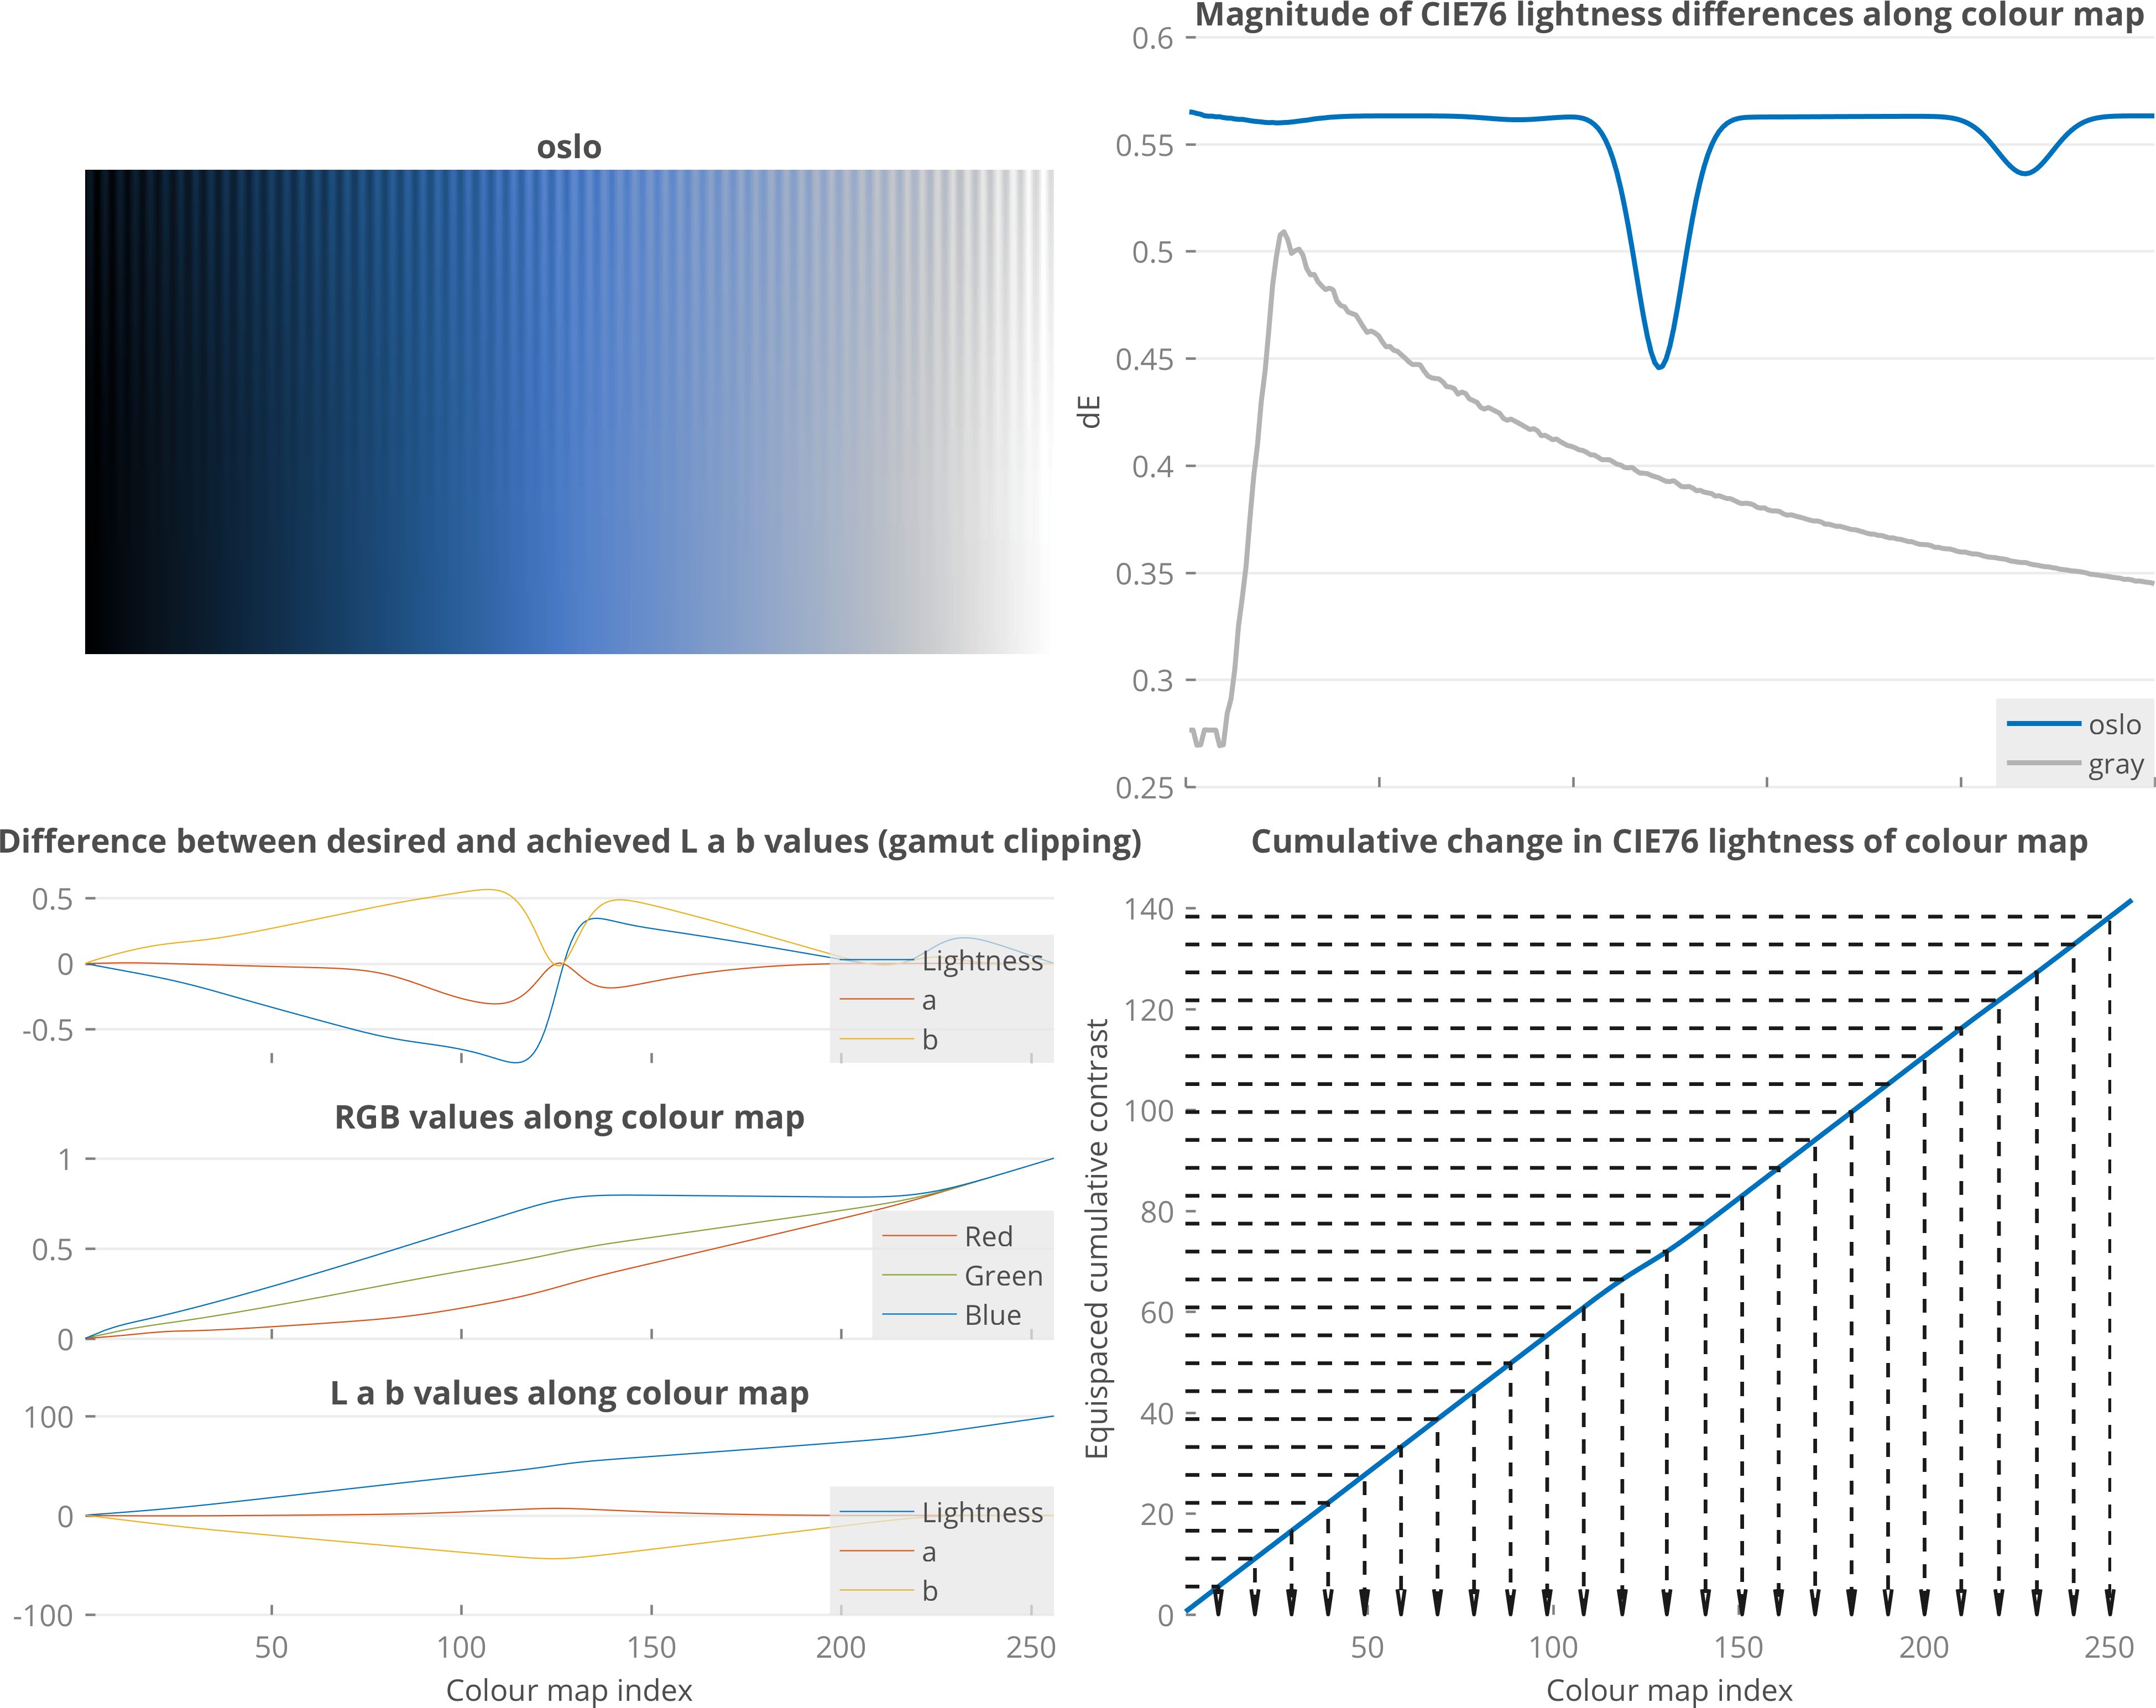 oslo
Magnitude of CIE76 lightness differences along colour map
0.6
0.55
0.5
0.45
0.4
0.35
0.3
0.25
dE
oslo
gray
Difference between desired and achieved L a b values (gamut clipping)
0.5
0
-0.5
Lightness
a
b
RGB values along colour map
1
0.5
0
Red
Green
Blue
L a b values along colour map
100
0
-100
Lightness
a
b
50 100 150 200 250
Colour map index
Cumulative change in CIE76 lightness of colour map
140
120
100
80
60
40
20
0
Equispaced cumulative contrast
50 100 150 200 250
Colour map index